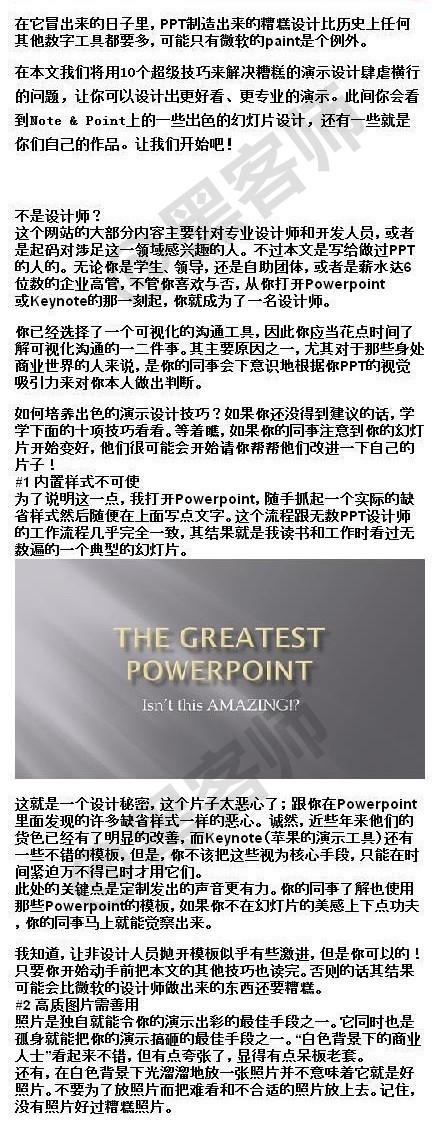 在它冒出来的日子里，PPT制造出来的糟糕设计比历史上任何
其他数字工具都要多，可能只有微软的paint是个例外。
在本文我们将用10个超级技巧来解决糟糕的演示设计肆虐横行
的问题，让你可以设计出更好看、更专业的演示。此间你会看
到Note & Point上的一些出色的幻灯片设计，还有一些就是
你们自己的作品。让我们开始吧！
不是设计师？
这个网站的大部分内容主要针对专业设计师和开发人员，或者
是起码对涉足这一领域感兴趣的人。不过本文是写给做过PPT
的人的。无论你是学生、领导，还是自助团体，或者是薪水达6
位数的企业高管，不管你喜欢与否，从你打开Powerpoint
或Keynote的那一刻起，你就成为了一名设计师。
你已经选择了一个可视化的沟通工具，因此你应当花点时间了
解可视化沟通的一二件事。其主要原因之一，尤其对于那些身处
商业世界的人来说，是你的同事会下意识地根据你PPT的视觉
吸引力来对你本人做出判断。
如何培养出色的演示设计技巧？如果你还没得到建议的话，学
学下面的十项技巧看看。等着瞧，如果你的同事注意到你的幻灯
片开始变好，他们很可能会开始请你帮帮他们改进一下自己的
片子！
#1 内置样式不可使
为了说明这一点，我打开Powerpoint，随手抓起一个实际的缺
省样式然后随便在上面写点文字。这个流程跟无数PPT设计师
的工作流程几乎完全一致，其结果就是我读书和工作时看过无
数遍的一个典型的幻灯片。
THE GREATEST
POWERPOINT
Isn't this AMAZING!?
这就是一个设计秘密，这个片子太恶心了；跟你在Powerpoint
里面发现的许多缺省样式一样的恶心。诚然，近些年来他们的
货色已经有了明显的改善，而Keynote(苹果的演示工具)还有
一些不错的模板，但是，你不该把这些视为核心手段，只能在时
间紧迫万不得已时才用它们。
此处的关键点是定制发出的声音更有力。你的同事了解也使用
那些Powerpoint的模板，如果你不在幻灯片的美感上下点功夫
，你的同事马上就能觉察出来。
我知道，让非设计人员抛开模板似乎有些激进，但是你可以的！
只要你开始动手前把本文的其他技巧也读完。否则的话其结果
可能会比微软的设计师做出来的东西还要糟糕。
#2 高质图片需善用
照片是独自就能令你的演示出彩的最佳手段之一。它同时也是
孤身就能把你的演示搞砸的最佳手段之一。“白色背景下的商业
人士”看起来不错，但有点夸张了，显得有点呆板老套。
还有，在白色背景下光溜溜地放一张照片并不意味着它就是好
照片。不要为了放照片而把难看和不合适的照片放上去。记住，
没有照片好过糟糕照片。
@黑客师
@黑客师